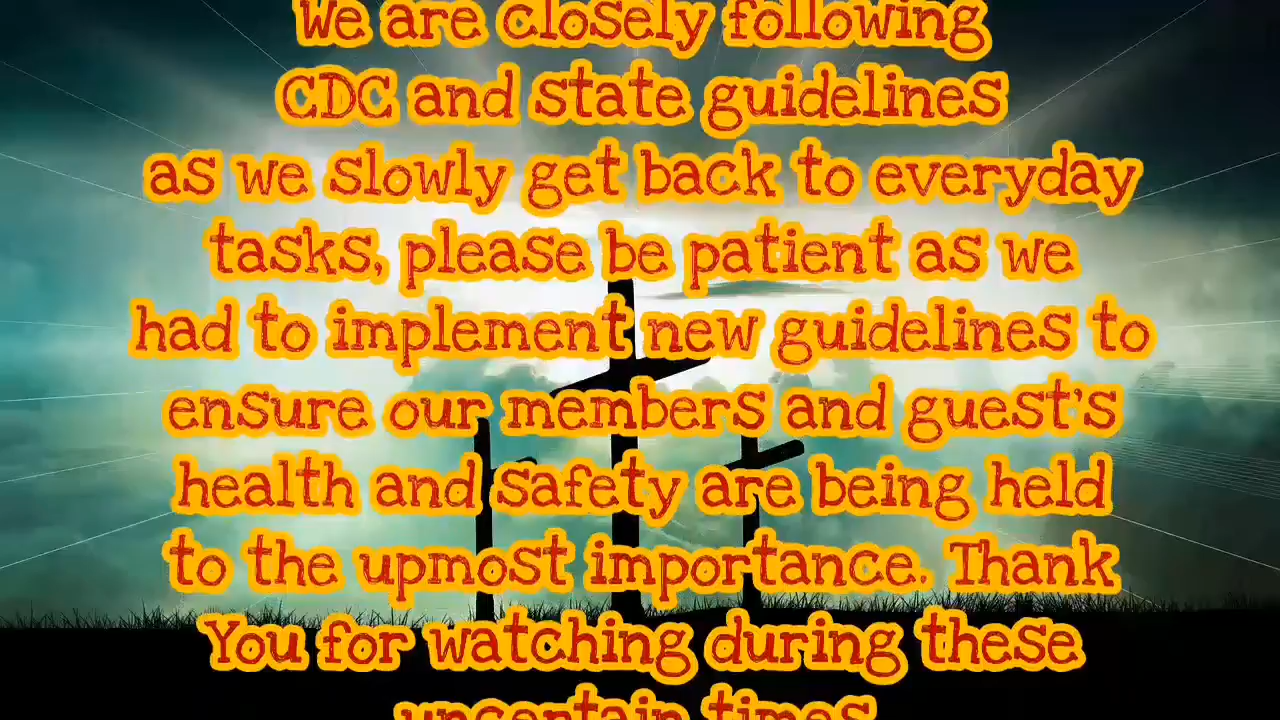 We are closely following
CDC and state guidelines
as we slowly get back to everyday
tasks, please be patient as we
had to implement new guidelines to
ensure our members and guest's
health and safety are being held
to the upmost importance. Thank
You for watching during these
uncertain times